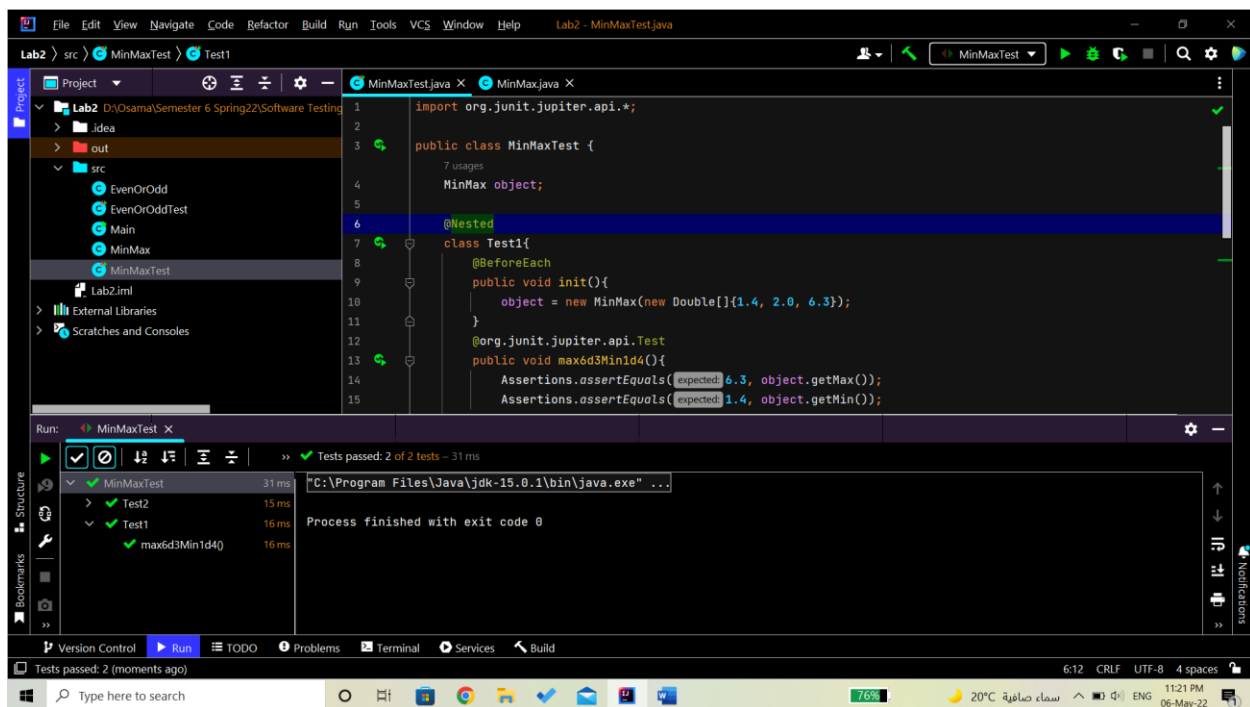 File Edit View Navigate Code Refactor Build Run Tools VCS Window Help Lab2 - MinMaxTest.java
Lab2 > src > MinMaxTest > Test1
MinMaxTest
Project
MinMaxTest.java
MinMax.java
Project
Lab2 D:\Osama\Semester 6 Spring22\Software Testing
.idea
out
src
EvenOrOdd
EvenOrOddTest
Main
MinMax
MinMaxTest
Lab2.iml
External Libraries
Scratches and Consoles
1 import org.junit.jupiter.api.*;
2
3 public class MinMaxTest {
7 usages
4 MinMax object;
5
6 @Nested
7 class Test1{
8 @BeforeEach
9 public void init(){
10 object = new MinMax(new Double[]{1.4, 2.0, 6.3});
11 }
12 @org.junit.jupiter.api.Test
13 public void max6d3Min1d4(){
14 Assertions.assertEquals( expected: 6.3, object.getMax());
15 Assertions.assertEquals( expected: 1.4, object.getMin());
Run: MinMaxTest
Tests passed: 2 of 2 tests – 31 ms
MinMaxTest 31 ms
Test2 15 ms
Test1 16 ms
max6d3Min1d4() 16 ms
"C:\Program Files\Java\jdk-15.0.1\bin\java.exe" ...
Process finished with exit code 0
Structure
Bookmarks
Notifications
Version Control Run TODO Problems Terminal Services Build
Tests passed: 2 (moments ago)
6:12 CRLF UTF-8 4 spaces
Type here to search
76%
20°C سماء صافية
ENG
11:21 PM
06-May-22
1